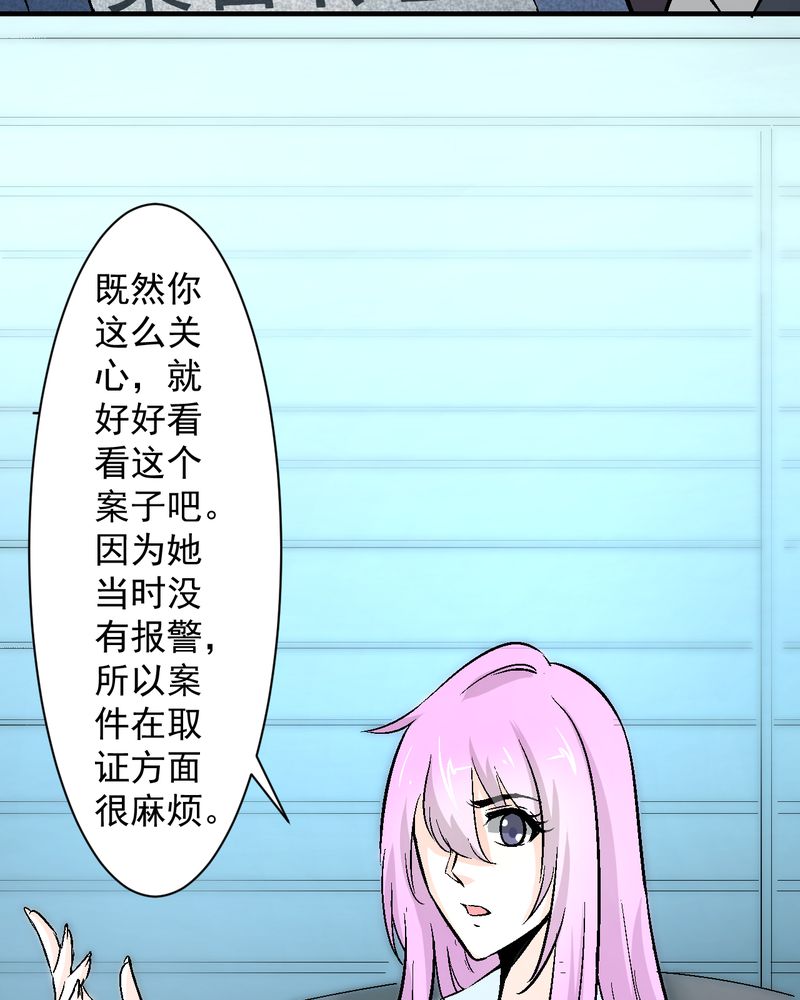 既然你
这么关
心，就
好好看
看这个
案子吧。
因为她
当时没
有报警，
所以案
件在取
证方面
很麻烦。